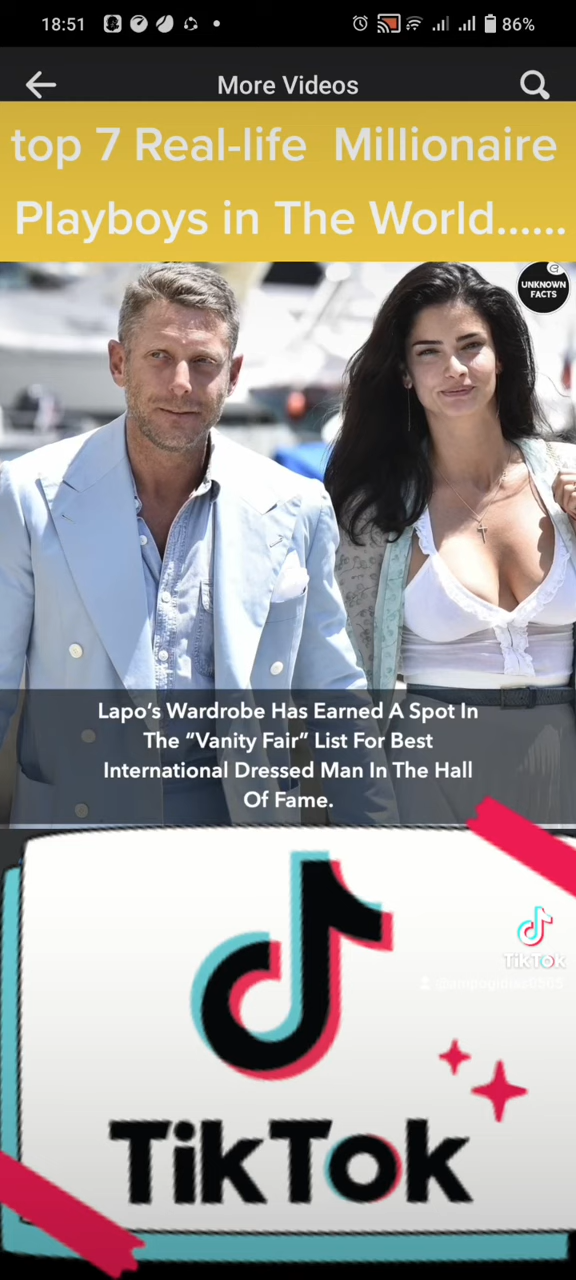 18:51
86%
More Videos
top 7 Real-life Millionaire
Playboys in The World......
UNKNOWN
FACTS
Lapo's Wardrobe Has Earned A Spot In
The “Vanity Fair” List For Best
International Dressed Man In The Hall
Of Fame.
TikTok
TikTok